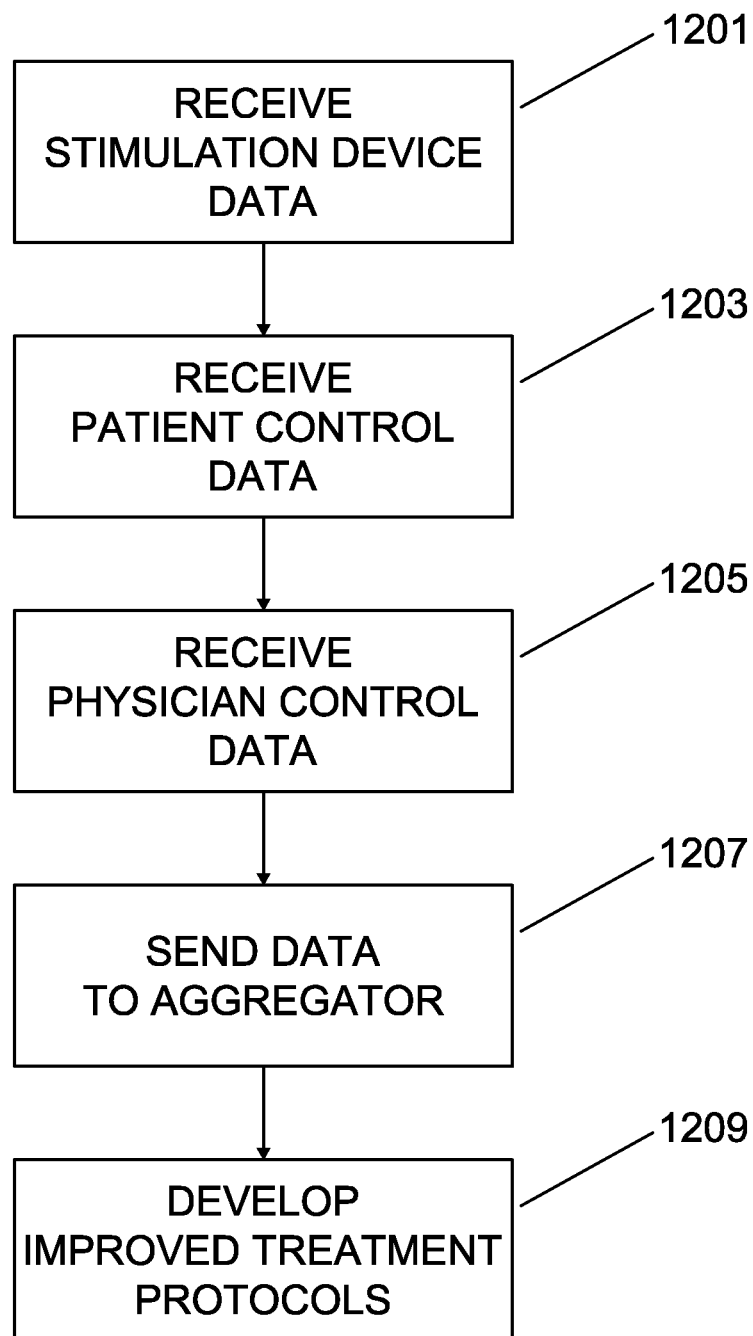 1201
RECEIVE
STIMULATION DEVICE
DATA
1203
RECEIVE
PATIENT CONTROL
DATA
1205
RECEIVE
PHYSICIAN CONTROL
DATA
1207
SEND DATA
TO AGGREGATOR
1209
DEVELOP
IMPROVED TREATMENT
PROTOCOLS